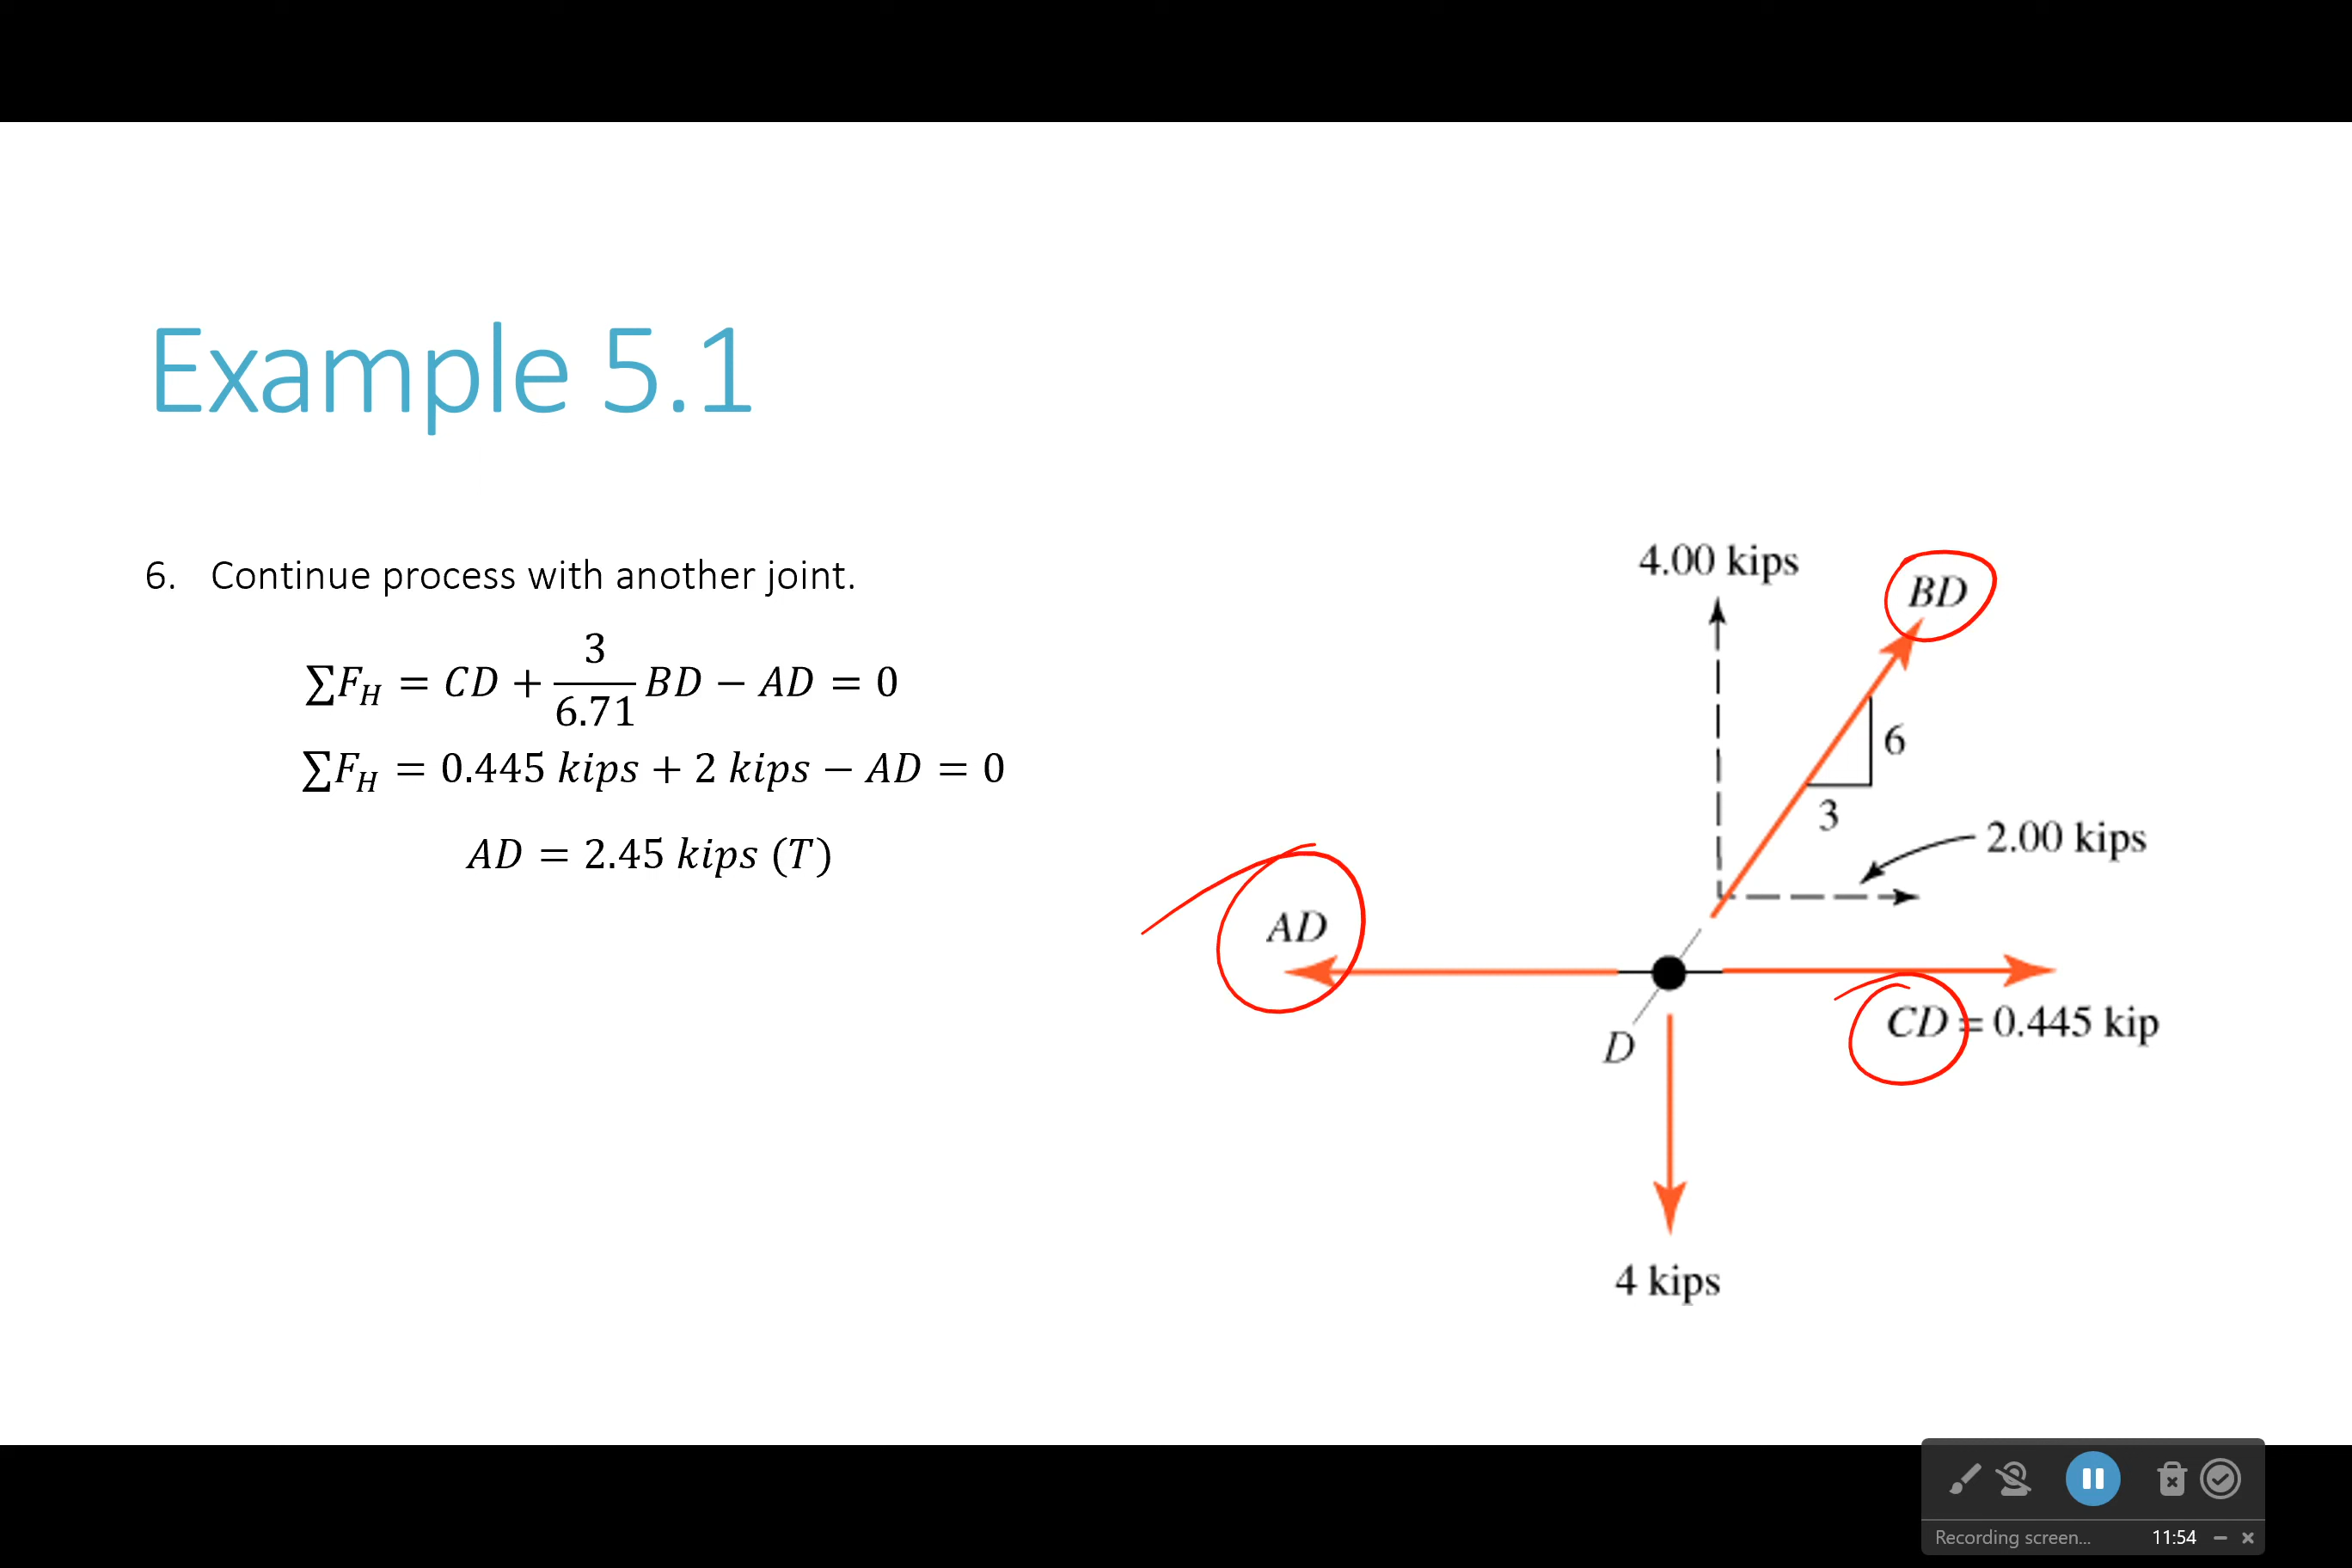 Example 5.1
6. Continue process with another joint.
∑F_H = CD + 3/6.71 BD − AD = 0
∑F_H = 0.445 kips + 2 kips − AD = 0
AD = 2.45 kips (T)
4.00 kips
BD
6
3
2.00 kips
AD
CD = 0.445 kip
D
4 kips
Recording screen... 11:54